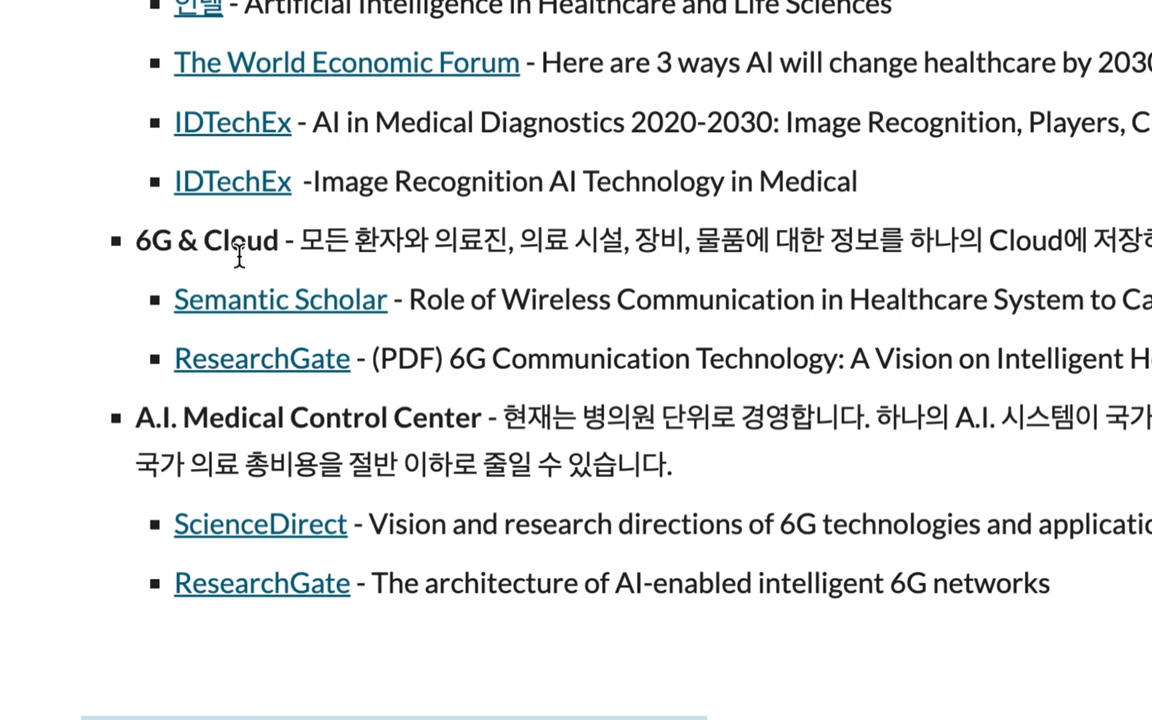 인텔 - Artificial Intelligence in Healthcare and Life Sciences
The World Economic Forum - Here are 3 ways AI will change healthcare by 2030
IDTechEx - AI in Medical Diagnostics 2020-2030: Image Recognition, Players, C
IDTechEx -Image Recognition AI Technology in Medical
6G & Cloud - 모든 환자와 의료진, 의료 시설, 장비, 물품에 대한 정보를 하나의 Cloud에 저장하
Semantic Scholar - Role of Wireless Communication in Healthcare System to Ca
ResearchGate - (PDF) 6G Communication Technology: A Vision on Intelligent H
A.I. Medical Control Center - 현재는 병의원 단위로 경영합니다. 하나의 A.I. 시스템이 국가
국가 의료 총비용을 절반 이하로 줄일 수 있습니다.
ScienceDirect - Vision and research directions of 6G technologies and applicatio
ResearchGate - The architecture of AI-enabled intelligent 6G networks